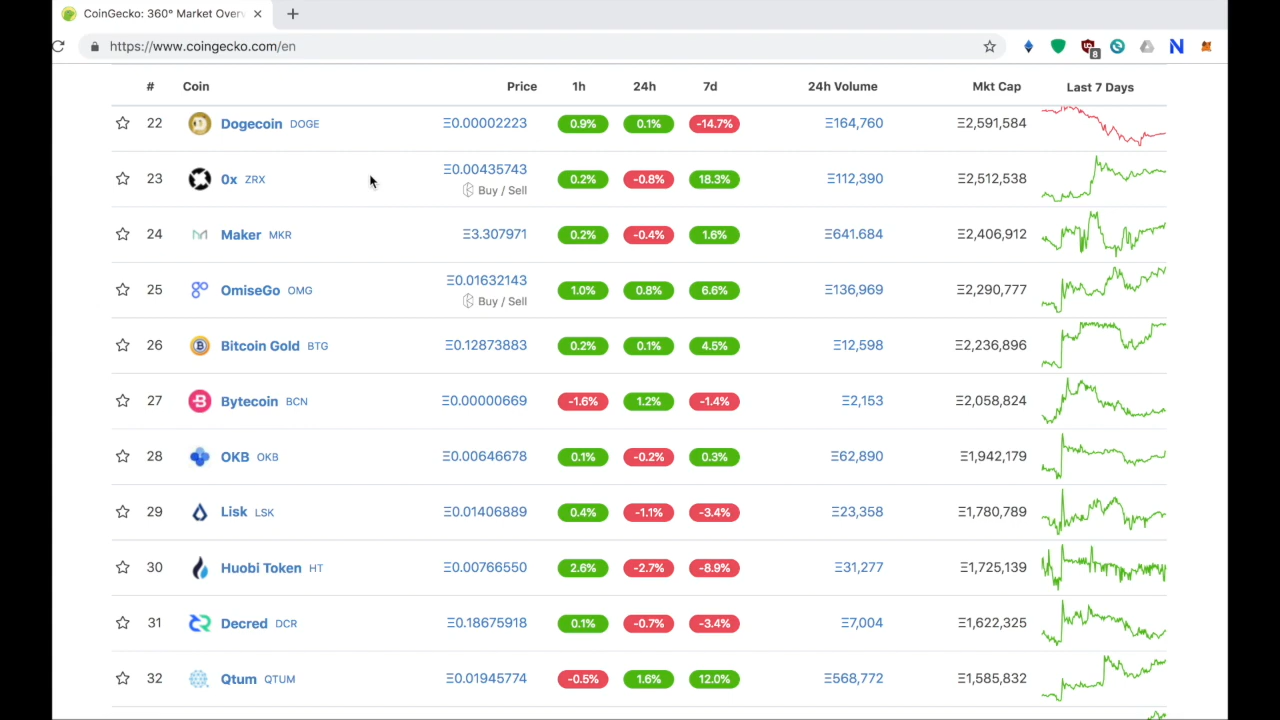 CoinGecko: 360° Market Over
https://www.coingecko.com/en
8
# Coin Price 1h 24h 7d 24h Volume Mkt Cap Last 7 Days
22 Dogecoin DOGE Ξ0.00002223 0.9% 0.1% -14.7% Ξ164,760 Ξ2,591,584
23 0x ZRX Ξ0.00435743 0.2% -0.8% 18.3% Ξ112,390 Ξ2,512,538
Buy / Sell
24 Maker MKR Ξ3.307971 0.2% -0.4% 1.6% Ξ641.684 Ξ2,406,912
25 OmiseGo OMG Ξ0.01632143 1.0% 0.8% 6.6% Ξ136,969 Ξ2,290,777
Buy / Sell
26 Bitcoin Gold BTG Ξ0.12873883 0.2% 0.1% 4.5% Ξ12,598 Ξ2,236,896
27 Bytecoin BCN Ξ0.00000669 -1.6% 1.2% -1.4% Ξ2,153 Ξ2,058,824
28 OKB OKB Ξ0.00646678 0.1% -0.2% 0.3% Ξ62,890 Ξ1,942,179
29 Lisk LSK Ξ0.01406889 0.4% -1.1% -3.4% Ξ23,358 Ξ1,780,789
30 Huobi Token HT Ξ0.00766550 2.6% -2.7% -8.9% Ξ31,277 Ξ1,725,139
31 Decred DCR Ξ0.18675918 0.1% -0.7% -3.4% Ξ7,004 Ξ1,622,325
32 Qtum QTUM Ξ0.01945774 -0.5% 1.6% 12.0% Ξ568,772 Ξ1,585,832